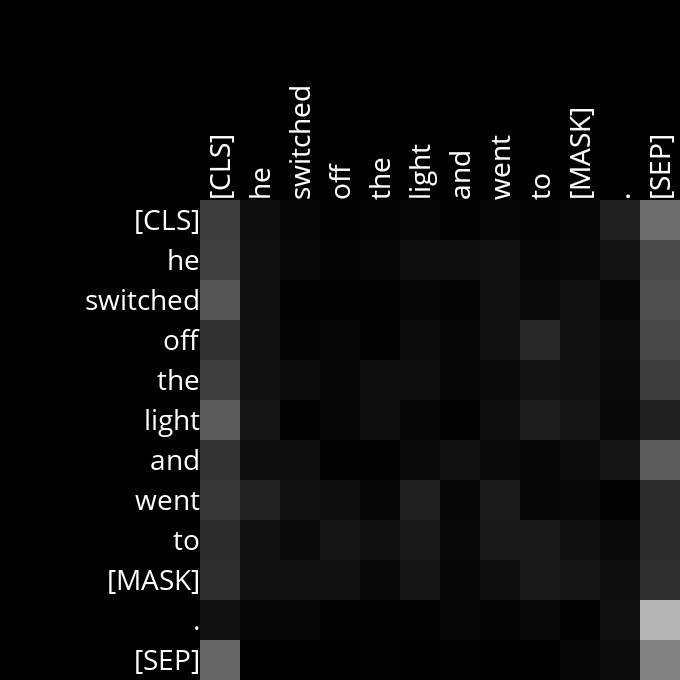 [CLS] he switched off the light and went to [MASK] . [SEP]
[CLS]
he
switched
off
the
light
and
went
to
[MASK]
.
[SEP]